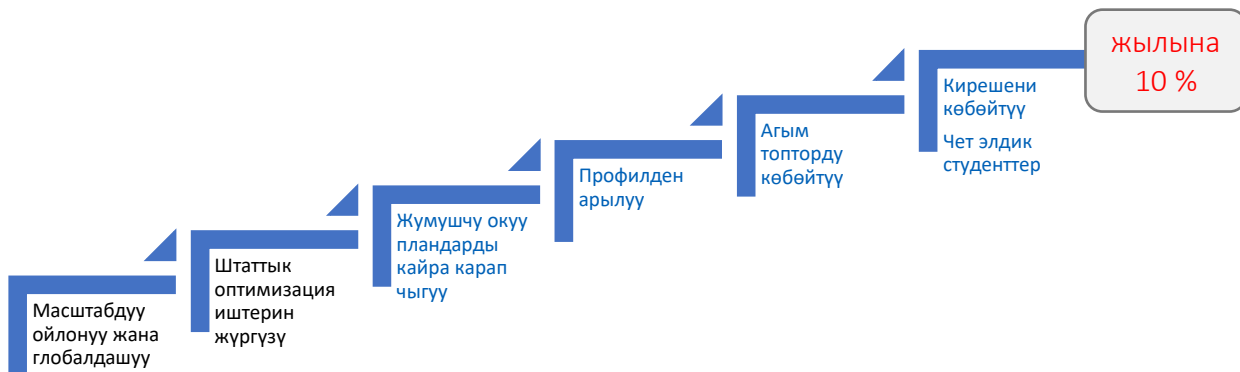 Масштабдуу
ойлонуу жана
глобалдашуу
Штаттык
оптимизация
иштерин
жүргүзү
Жумушчу окуу
пландарды
кайра карап
чыгуу
Профилден
арылуу
Агым
топторду
көбөйтүү
Кирешени
көбөйтүү
Чет элдик
студенттер
жылына
10 %